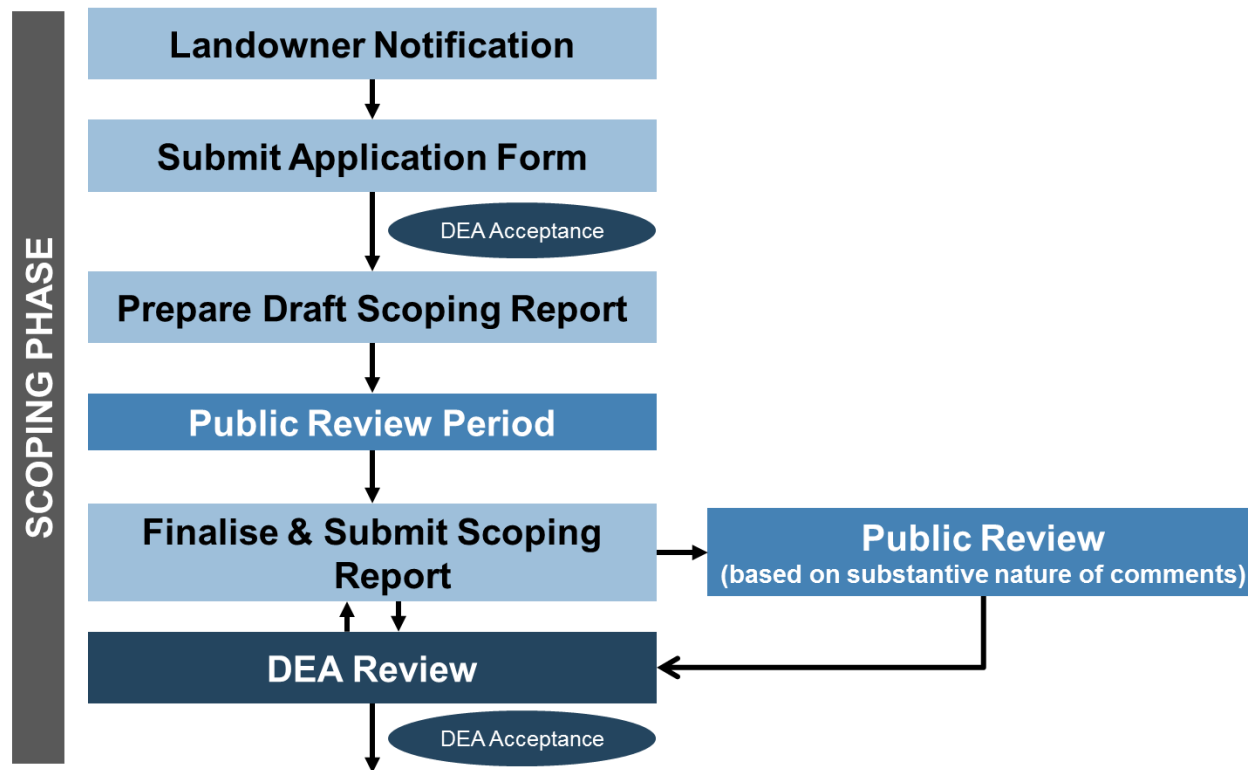 SCOPING PHASE
Landowner Notification
Submit Application Form
DEA Acceptance
Prepare Draft Scoping Report
Public Review Period
Finalise & Submit Scoping
Report
Public Review
(based on substantive nature of comments)
DEA Review
DEA Acceptance